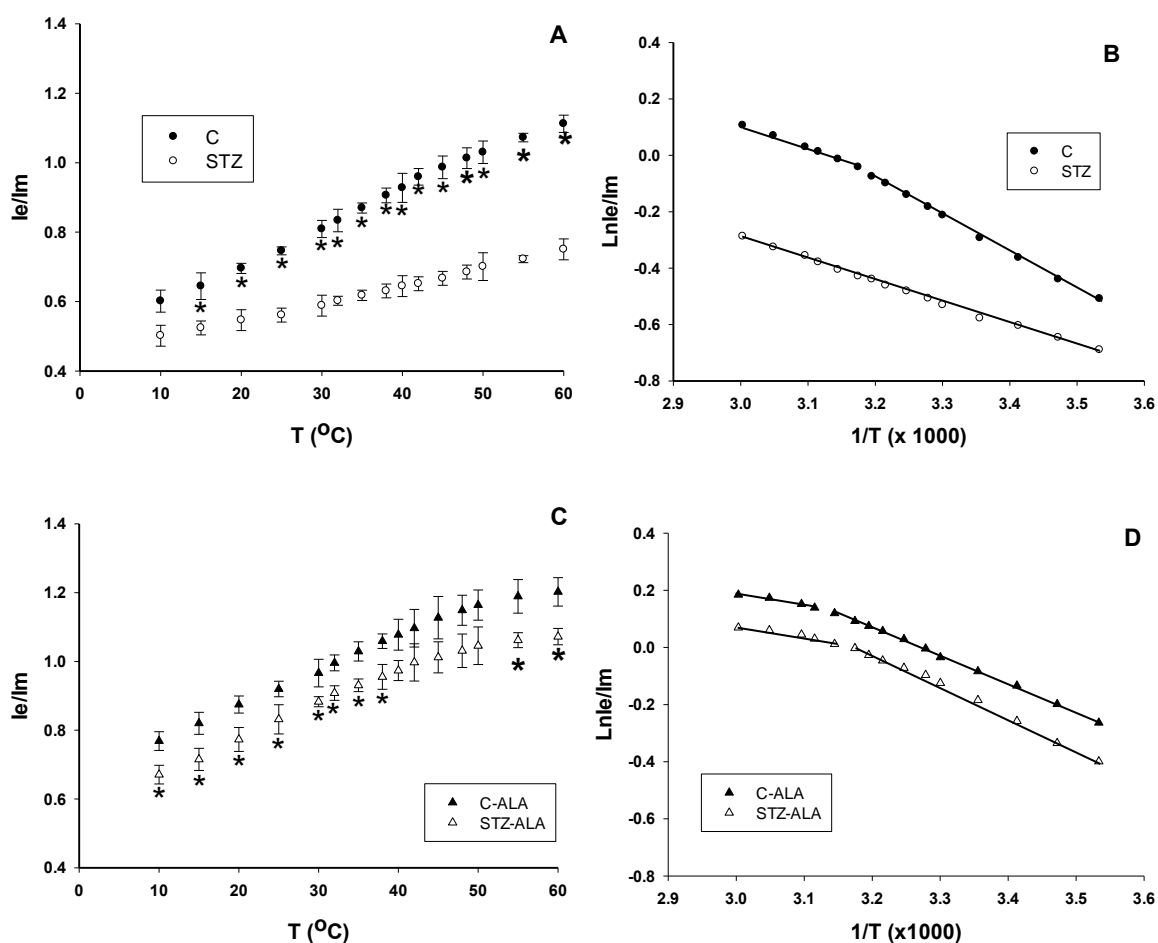 A
1.4
1.2
1.0
0.8
0.6
0.4
Ie/Im
C
STZ
* * * * * * * * * * * * * *
0 10 20 30 40 50 60
T (°C)
B
0.4
0.2
0.0
-0.2
-0.4
-0.6
-0.8
LnIe/Im
C
STZ
2.9 3.0 3.1 3.2 3.3 3.4 3.5 3.6
1/T (x 1000)
C
1.4
1.2
1.0
0.8
0.6
0.4
Ie/Im
* * * * * * * * * *
C-ALA
STZ-ALA
0 10 20 30 40 50 60
T (°C)
D
0.4
0.2
0.0
-0.2
-0.4
-0.6
-0.8
LnIe/Im
C-ALA
STZ-ALA
2.9 3.0 3.1 3.2 3.3 3.4 3.5 3.6
1/T (x1000)